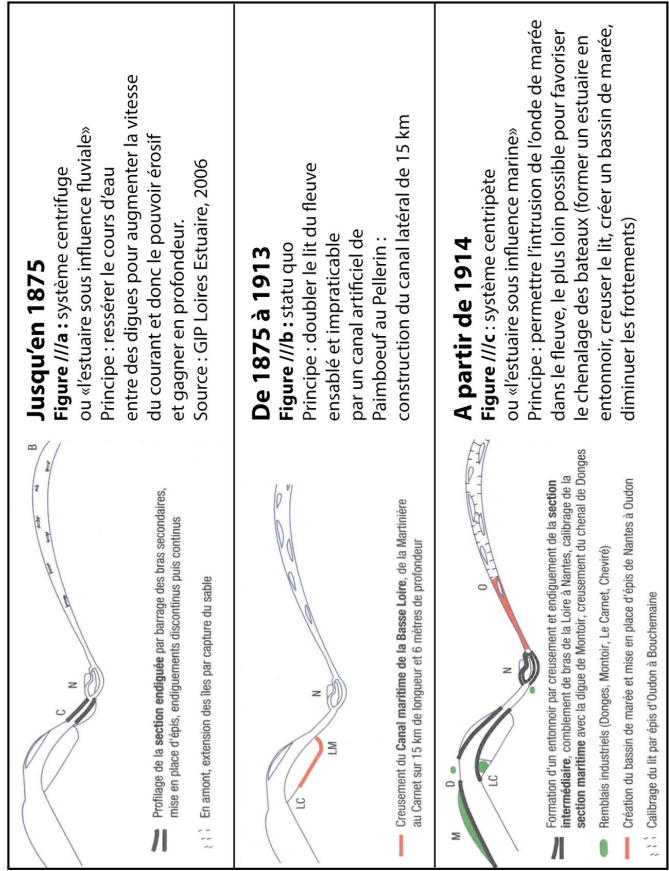 Jusqu'en 1875
Figure ///a : système centrifuge
ou «l'estuaire sous influence fluviale»
Principe : ressérer le cours d'eau
entre des digues pour augmenter la vitesse
du courant et donc le pouvoir érosif
et gagner en profondeur.
Source : GIP Loires Estuaire, 2006
B
N
C
Profilage de la section endiguée par barrage des bras secondaires,
mise en place d'épis, endiguements discontinus puis continus
En amont, extension des îles par capture du sable
De 1875 à 1913
Figure ///b : statu quo
Principe : doubler le lit du fleuve
ensablé et impraticable
par un canal artificiel de
Paimboeuf au Pellerin :
construction du canal latéral de 15 km
N
LM
LC
Creusement du Canal maritime de la Basse Loire, de la Martinière
au Carnet sur 15 km de longueur et 6 mètres de profondeur
A partir de 1914
Figure ///c : système centripète
ou «l'estuaire sous influence marine»
Principe : permettre l'intrusion de l'onde de marée
dans le fleuve, le plus loin possible pour favoriser
le chenalage des bateaux (former un estuaire en
entonnoir, creuser le lit, créer un bassin de marée,
diminuer les frottements)
O
N
D
LC
M
Formation d'un entonnoir par creusement et endiguement de la section
intermédiaire, comblement de bras de la Loire à Nantes, calibrage de la
section maritime avec la digue de Montoir, creusement du chenal de Donges
Remblais industriels (Donges, Montoir, Le Carnet, Cheviré)
Création du bassin de marée et mise en place d'épis de Nantes à Oudon
Calibrage du lit par épis d'Oudon à Bouchemaine